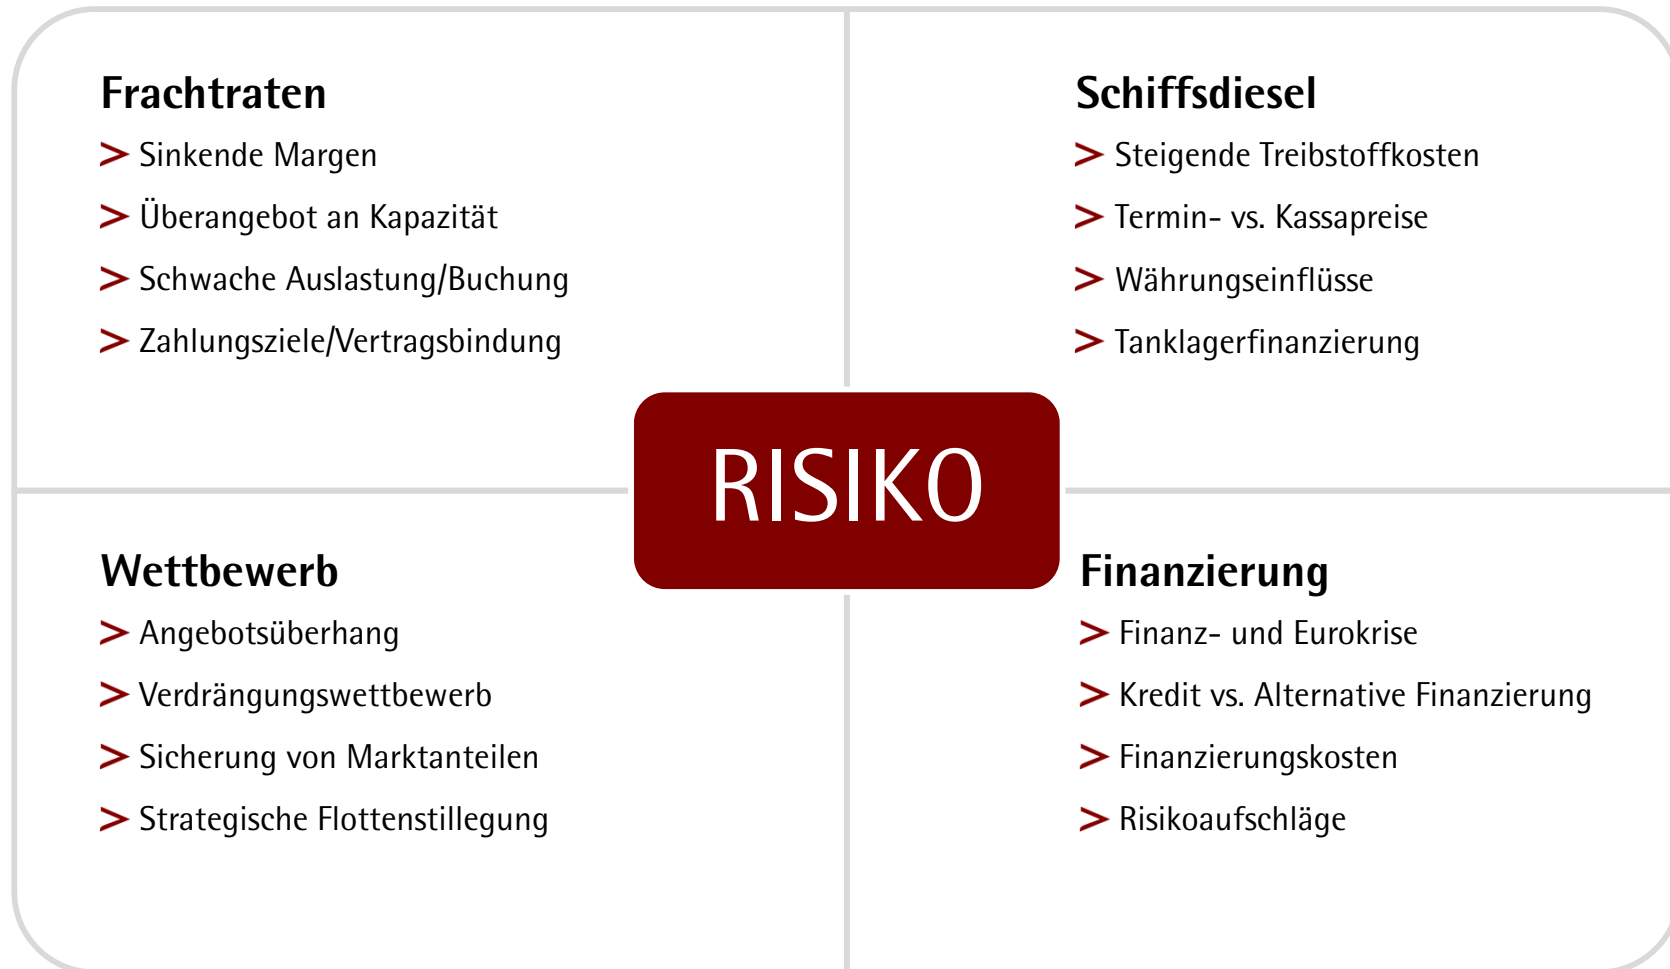 Frachtraten
> Sinkende Margen
> Überangebot an Kapazität
> Schwache Auslastung/Buchung
> Zahlungsziele/Vertragsbindung
Schiffsdiesel
> Steigende Treibstoffkosten
> Termin- vs. Kassapreise
> Währungseinflüsse
> Tanklagerfinanzierung
RISIKO
Wettbewerb
> Angebotsüberhang
> Verdrängungswettbewerb
> Sicherung von Marktanteilen
> Strategische Flottenstillegung
Finanzierung
> Finanz- und Eurokrise
> Kredit vs. Alternative Finanzierung
> Finanzierungskosten
> Risikoaufschläge